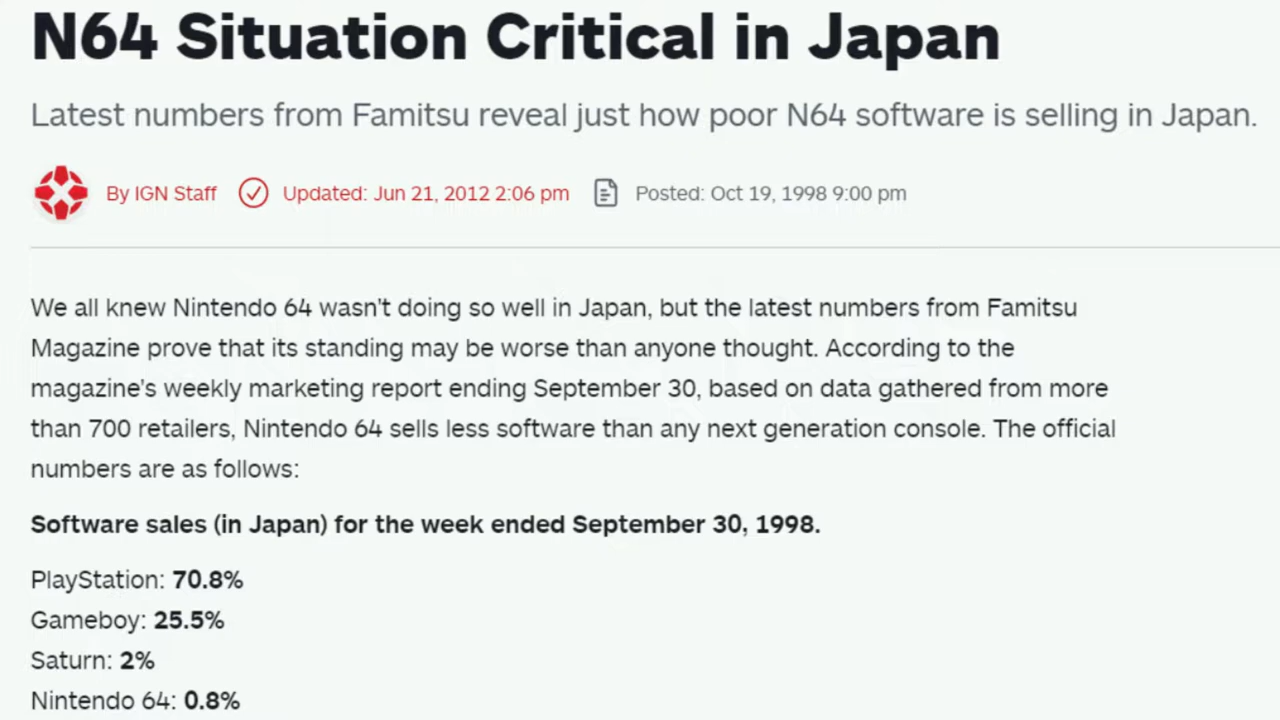 N64 Situation Critical in Japan
Latest numbers from Famitsu reveal just how poor N64 software is selling in Japan.
By IGN Staff Updated: Jun 21, 2012 2:06 pm Posted: Oct 19, 1998 9:00 pm
We all knew Nintendo 64 wasn't doing so well in Japan, but the latest numbers from Famitsu
Magazine prove that its standing may be worse than anyone thought. According to the
magazine's weekly marketing report ending September 30, based on data gathered from more
than 700 retailers, Nintendo 64 sells less software than any next generation console. The official
numbers are as follows:
Software sales (in Japan) for the week ended September 30, 1998.
PlayStation: 70.8%
Gameboy: 25.5%
Saturn: 2%
Nintendo 64: 0.8%